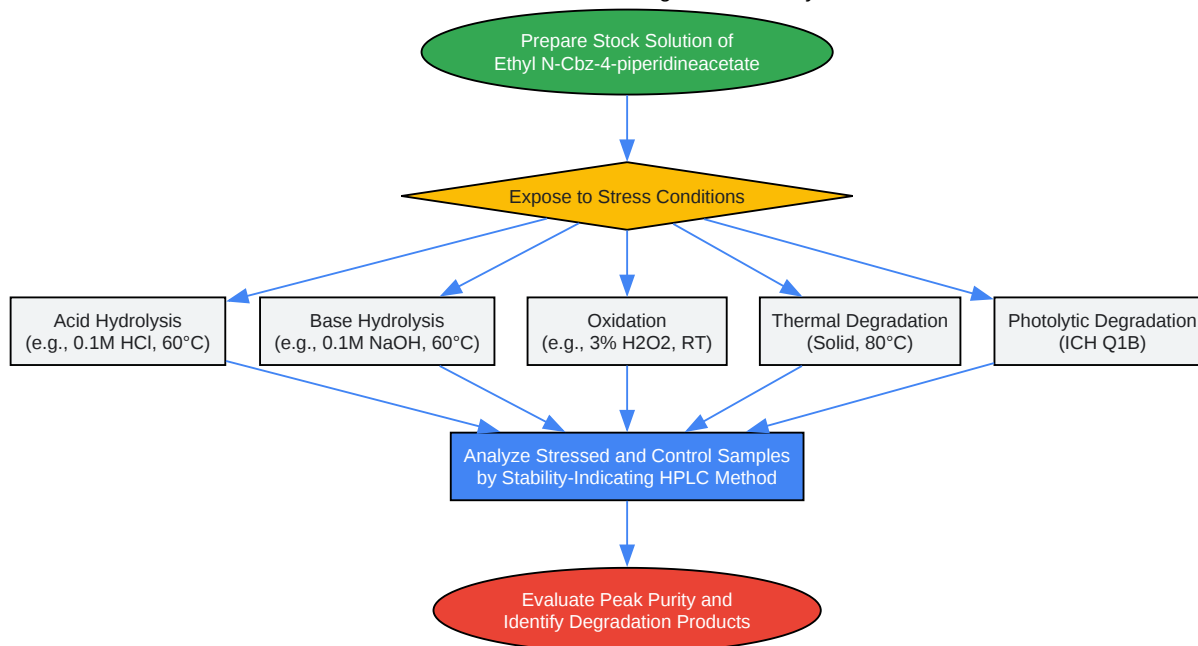 Prepare Stock Solution of
Ethyl N-Cbz-4-piperidineacetate
Expose to Stress Conditions
Acid Hydrolysis
(e.g., 0.1M HCl, 60°C)
Base Hydrolysis
(e.g., 0.1M NaOH, 60°C)
Oxidation
(e.g., 3% H2O2, RT)
Thermal Degradation
(Solid, 80°C)
Photolytic Degradation
(ICH Q1B)
Analyze Stressed and Control Samples
by Stability-Indicating HPLC Method
Evaluate Peak Purity and
Identify Degradation Products